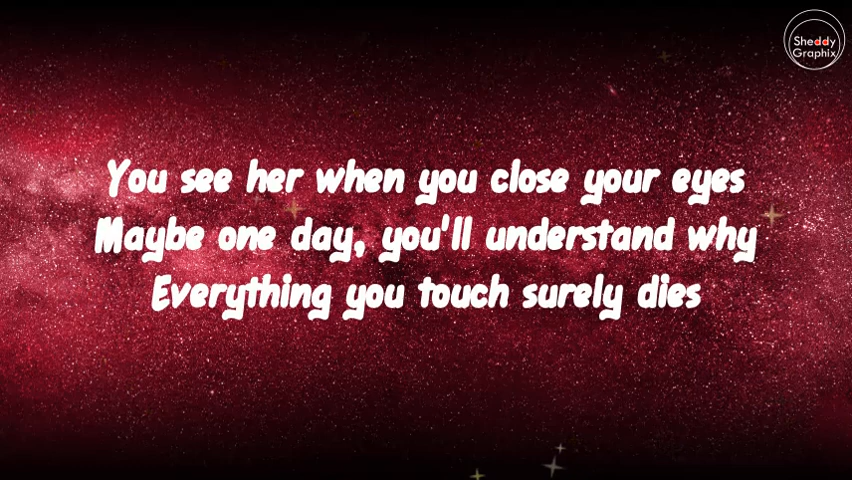 Sheddy
Graphix
You see her when you close your eyes
Maybe one day, you'll understand why
Everything you touch surely dies